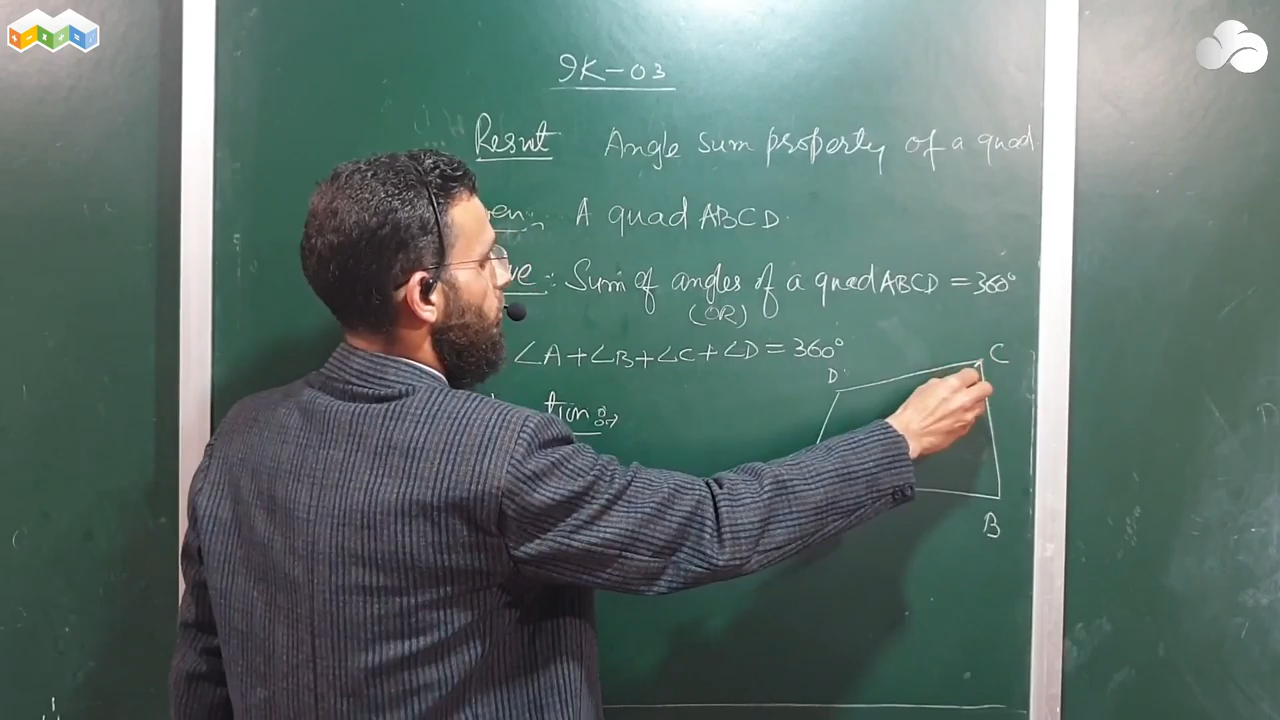 9K-03
Result Angle sum property of a quad.
A quad ABCD.
: Sum of angles of a quad ABCD = 360°
(OR)
∠A+∠B+∠C+∠D = 360°
D
C
B